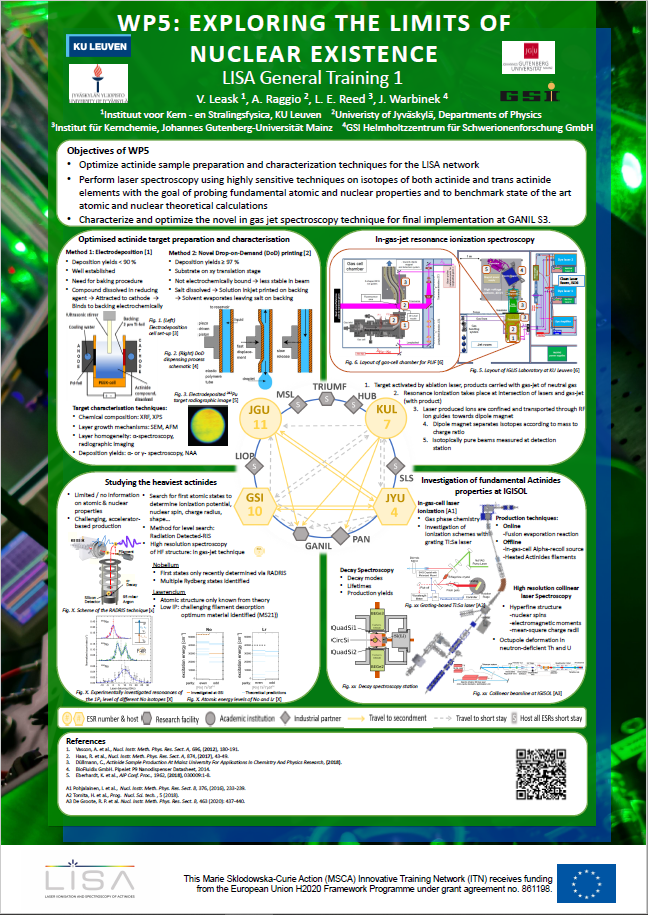 WP5: EXPLORING THE LIMITS OF
NUCLEAR EXISTENCE
KU LEUVEN
JYVÄSKYLÄN YLIOPISTO
UNIVERSITY OF JYVÄSKYLÄ
JGU
JOHANNES GUTENBERG
UNIVERSITÄT MAINZ
GSI
LISA General Training 1
V. Leask ¹, A. Raggio ², L. E. Reed ³, J. Warbinek ⁴
¹Instituut voor Kern - en Stralingsfysica, KU Leuven ²Univeristy of Jyväskylä, Departments of Physics
³Institut für Kernchemie, Johannes Gutenberg-Universität Mainz ⁴GSI Helmholtzzentrum für Schwerionenforschung GmbH
Objectives of WP5
• Optimize actinide sample preparation and characterization techniques for the LISA network
• Perform laser spectroscopy using highly sensitive techniques on isotopes of both actinide and trans actinide
elements with the goal of probing fundamental atomic and nuclear properties and to benchmark state of the art
atomic and nuclear theoretical calculations
• Characterize and optimize the novel in gas jet spectroscopy technique for final implementation at GANIL S3.
Optimised actinide target preparation and characterisation
Method 1: Electrodeposition [1]
• Deposition yields < 90 %
• Well established
• Need for baking procedure
• Compound dissolved in reducing
agent → Attracted to cathode →
Bonds to backing electrochemically
Method 2: Novel Drop-on-Demand (DoD) printing [2]
• Deposition yields ≥ 97 %
• Substrate on xy translation stage
• Not electrochemically bound → less stable in beam
• Salt dissolved → Solution inkjet printed on backing
→ Solvent evaporates leaving salt on backing
Ultrasonic stirrer
Cooling water
Backing
ANODE
ANODE
Pd-foil
Actinide
compound,
dissolved
Fig. 1. (Left)
Electrodeposition
cell set-up [3]
Fig. 2. (Right) DoD
dispensing process
schematic [4]
Target characterisation techniques:
• Chemical composition: XRF, XPS
• Layer growth mechanisms: SEM, AFM
• Layer homogeneity: α-spectroscopy,
radiographic imaging
• Deposition yields: α- or γ- spectroscopy, NAA
In-gas-jet resonance ionization spectroscopy
Gas cell
chamber
Fig. 6. Layout of gas-cell chamber for PLIF [6]
Fig. 5. Layout of IGLIS Laboratory at KU leuven [6]
1. Target activated by ablation laser, products carried with gas-jet of neutral gas
2. Resonance ionization takes place at intersection of lasers and gas-jet
(with product)
3. Laser produced ions are confined and transported through RF
ion guides towards dipole magnet
4. Dipole magnet separates isotopes according to mass to
charge ratio
5. Isotopically pure beams measured at detection
station
TRIUMF
MSL
HUB
JGU
11
KUL
7
LIOP
SLS
GSI
10
JYU
4
GANIL
PAN
Studying the heaviest actinides
• Limited / no information
on atomic & nuclear
properties
• Challenging, accelerator-
based production
• Search for first atomic states to
determine ionization potential,
nuclear spin, charge radius,
shape...
• Method for level search:
Radiation Detected-RIS
• High resolution spectroscopy
of HF structure: in gas-jet technique
Nobelium
• First states only recently determined via RADRIS
• Multiple Rydberg states identified
Lawrencium
• Atomic structure only known from theory
• Low IP: challenging filament desorption
optimum material identified (MS21))
Fig. X. Scheme of the RADRIS technique [x]
Fig. X. Experimentally investigated resonances of
the ¹P₁ level of different No isotopes [X]
No
Lr
Fig. X. Atomic energy levels of No and Lr [X]
Investigation of fundamental Actinides
properties at IGISOL
In-gas-cell laser
ionization [A1]
• Gas phase chemistry
• Investigation of
ionization schemes with
grating Ti:Sa laser
Production techniques:
• Online
-Fusion evaporation reaction
• Offline
-In-gas-cell Alpha-recoil source
-Heated Actinides filaments
Decay Spectroscopy
• Decay modes
• Lifetimes
• Production yields
Fig. xx Grating-based Ti:Sa laser [A2]
High resolution collinear
laser Spectroscopy
• Hyperfine structure
-nuclear spins
-electromagnetic moments
-mean-square charge radii
• Octupole deformation in
neutron-deficient Th and U
QuadSi1
CircSi
QuadSi2
Fig. xx: Decay spectroscopy station
Fig. xx: Collinear beamline at IGISOL [A3]
ESR number & host
Research facility
Academic institution
Industrial partner
Travel to secondment
Travel to short stay
S Host all ESRs short stay
References
1. Vascon, A. et al., Nucl. Instr. Meth. Phys. Res. Sect. A, 696, (2012), 180-191.
2. Haas, R. et al., Nucl. Instr. Meth. Phys. Res. Sect. A, 874, (2017), 43-49.
3. Düllmann, C., Actinide Sample Production At Mainz University For Applications In Chemistry And Physics Research, (2018).
4. BioFluidix GmbH. PipeJet P9 Nanodispenser Datasheet, 2014.
5. Eberhardt, K. et al., AIP Conf. Proc., 1962, (2018), 030009:1-8.
A1 Pohjalainen, I. et al., Nucl. Instr. Meth. Phys. Res. Sect. B, 376, (2016), 233-239.
A2 Tomita, H. et al., Prog. Nucl. Sci. tech., 5 (2018).
A3 De Groote, R. P. et al. Nucl. Instr. Meth. Phys. Res. Sect. B, 463 (2020): 437-440.
LISA
LASER IONISATION AND SPECTROSCOPY OF ACTINIDES
This Marie Sklodowska-Curie Action (MSCA) Innovative Training Network (ITN) receives funding
from the European Union H2020 Framework Programme under grant agreement no. 861198.